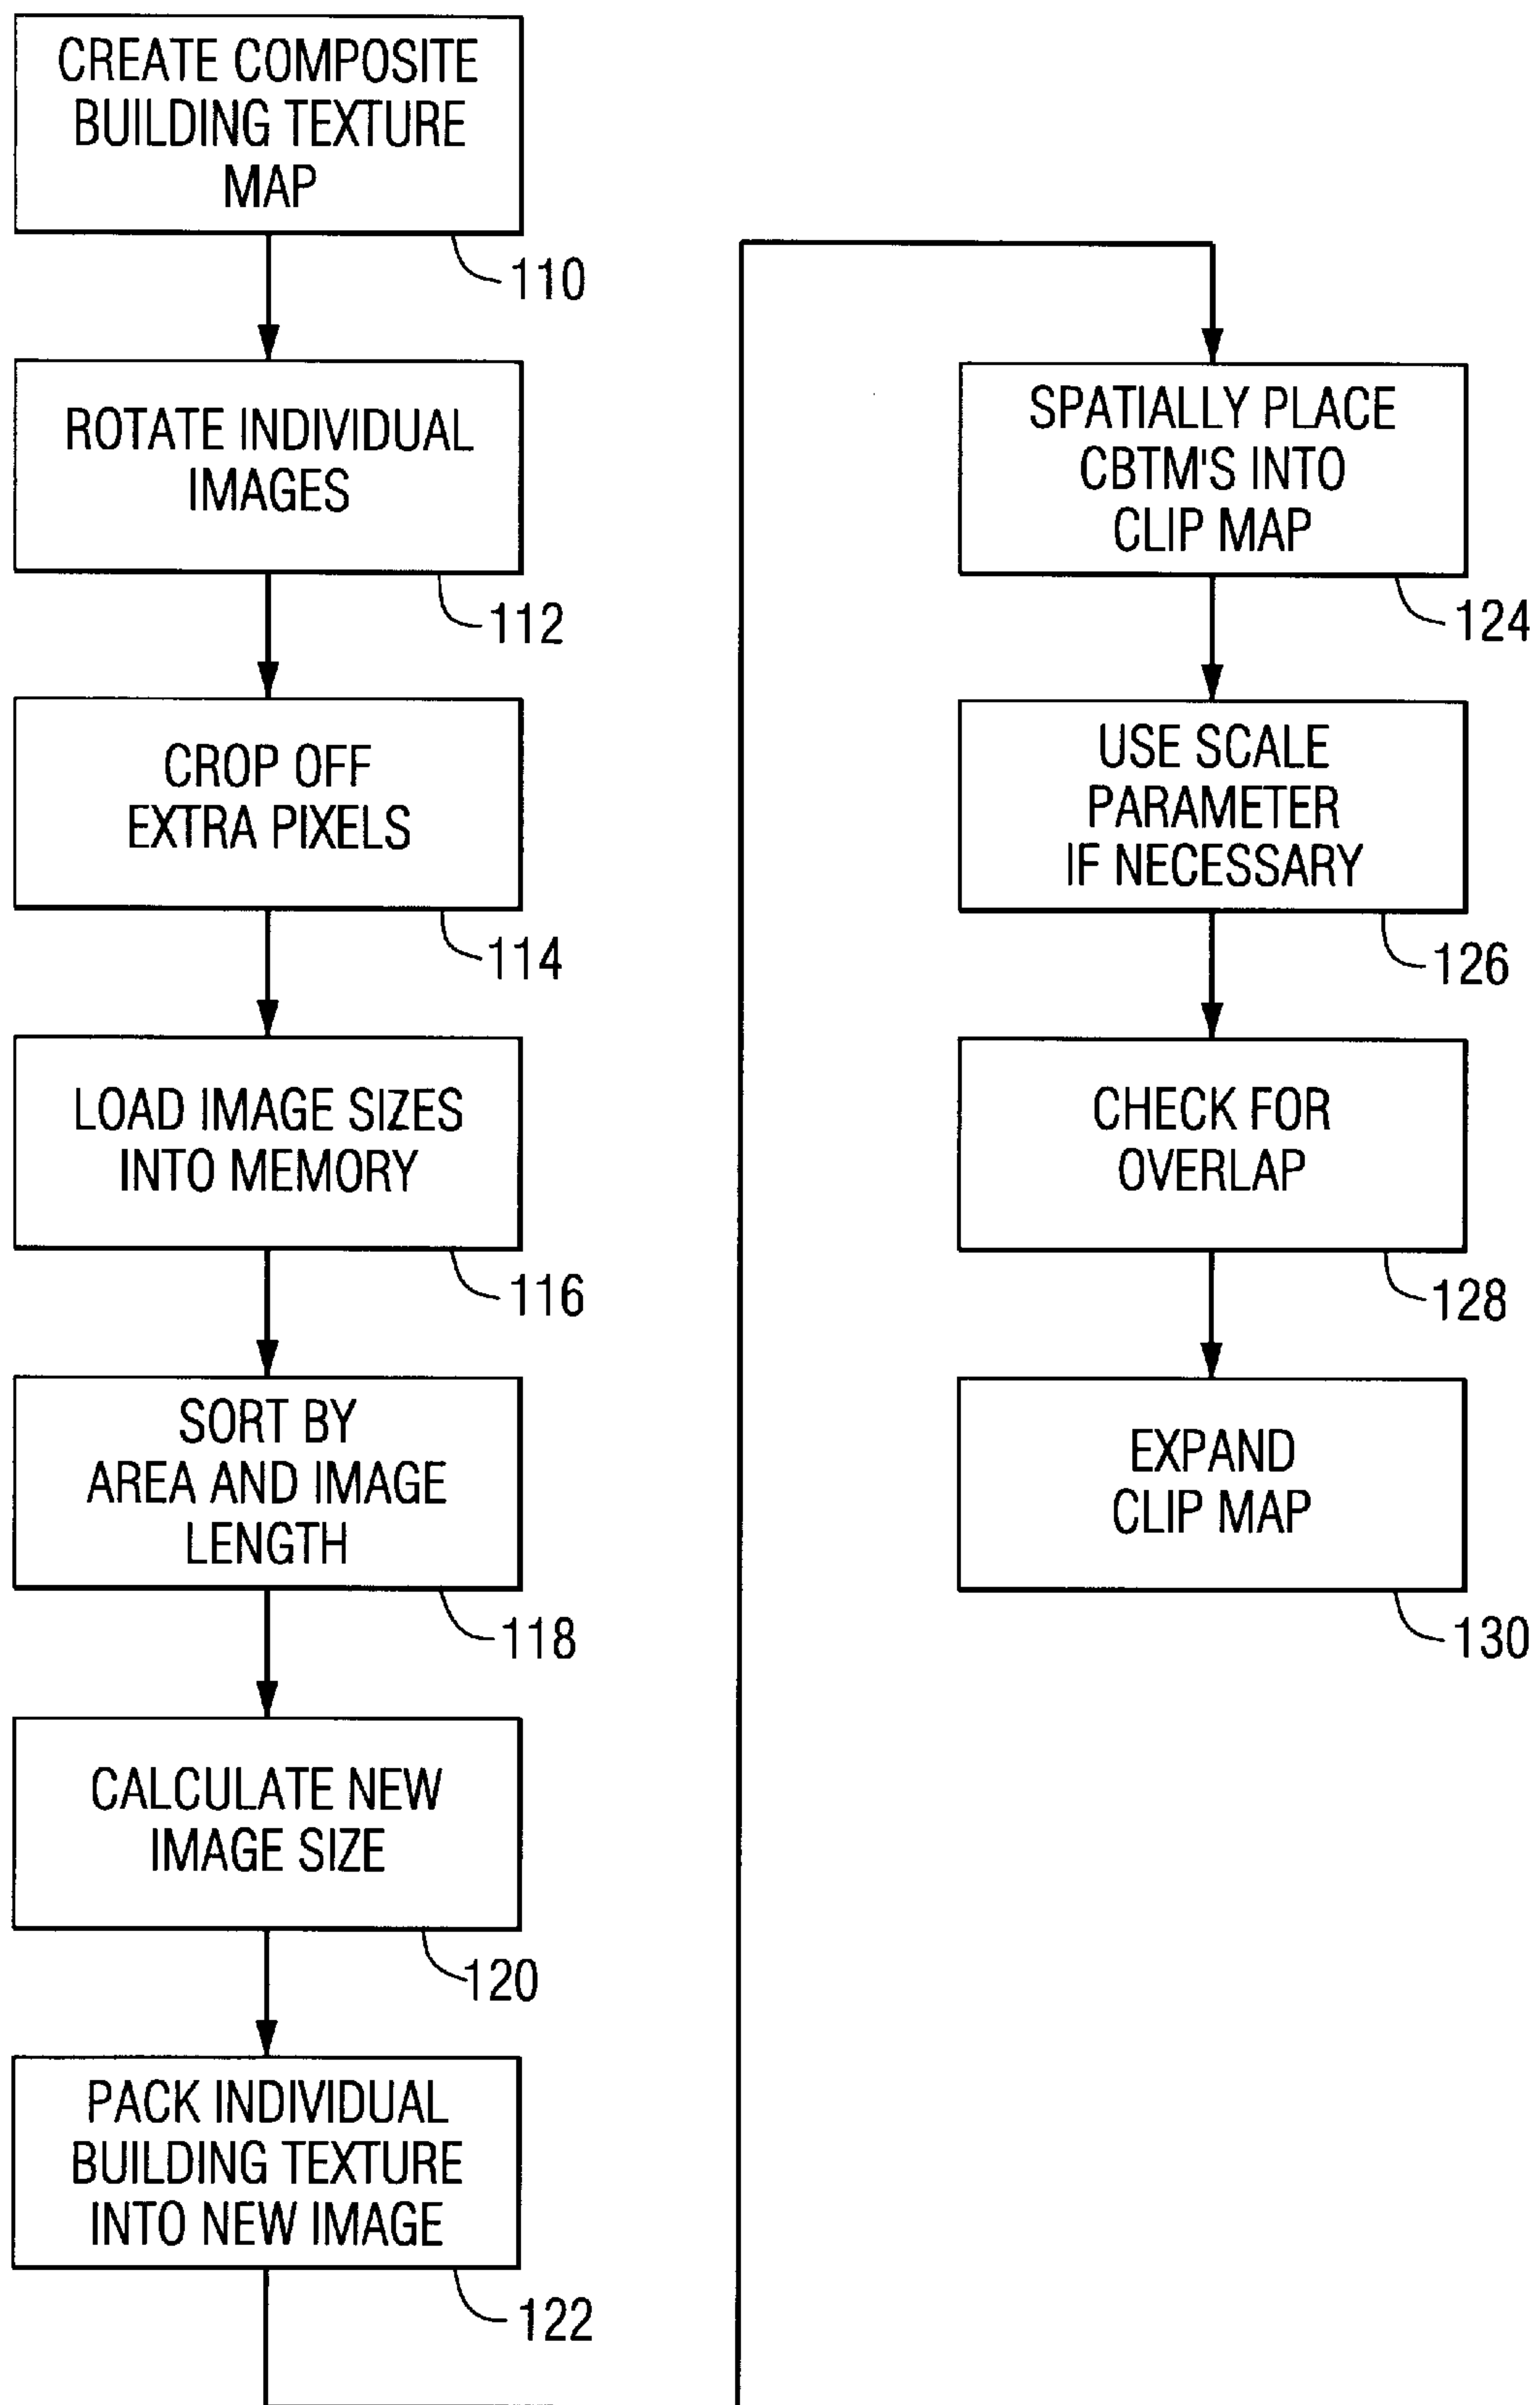 CREATE COMPOSITE
BUILDING TEXTURE
MAP
110
ROTATE INDIVIDUAL
IMAGES
112
CROP OFF
EXTRA PIXELS
114
LOAD IMAGE SIZES
INTO MEMORY
116
SORT BY
AREA AND IMAGE
LENGTH
118
CALCULATE NEW
IMAGE SIZE
120
PACK INDIVIDUAL
BUILDING TEXTURE
INTO NEW IMAGE
122
SPATIALLY PLACE
CBTM'S INTO
CLIP MAP
124
USE SCALE
PARAMETER
IF NECESSARY
126
CHECK FOR
OVERLAP
128
EXPAND
CLIP MAP
130